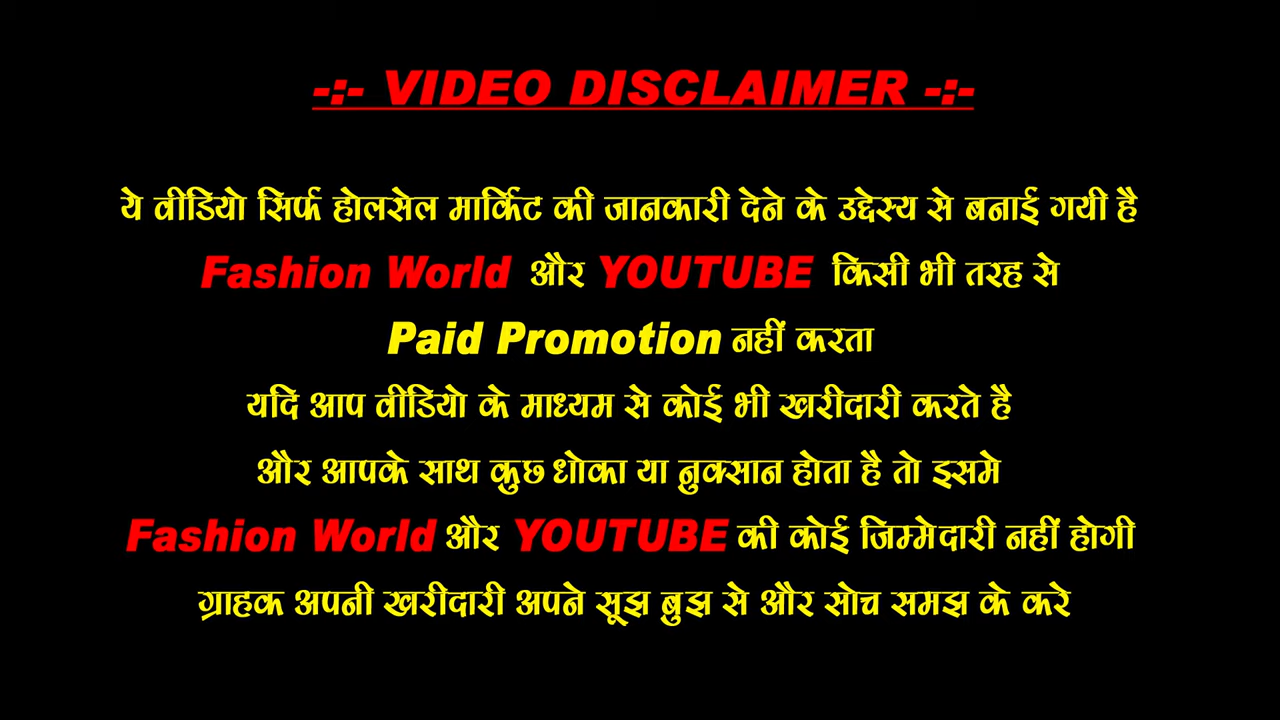 -:- VIDEO DISCLAIMER -:-
ये वीडियो सिर्फ होलसेल मार्किट की जानकारी देने के उद्देस्य से बनाई गयी है
Fashion World और YOUTUBE किसी भी तरह से
Paid Promotion नहीं करता
यदि आप वीडियो के माध्यम से कोई भी खरीदारी करते है
और आपके साथ कुछ धोका या नुक्सान होता है तो इसमे
Fashion World और YOUTUBE की कोई जिम्मेदारी नहीं होगी
ग्राहक अपनी खरीदारी अपने सूझ बुझ से और सोच समझ के करे